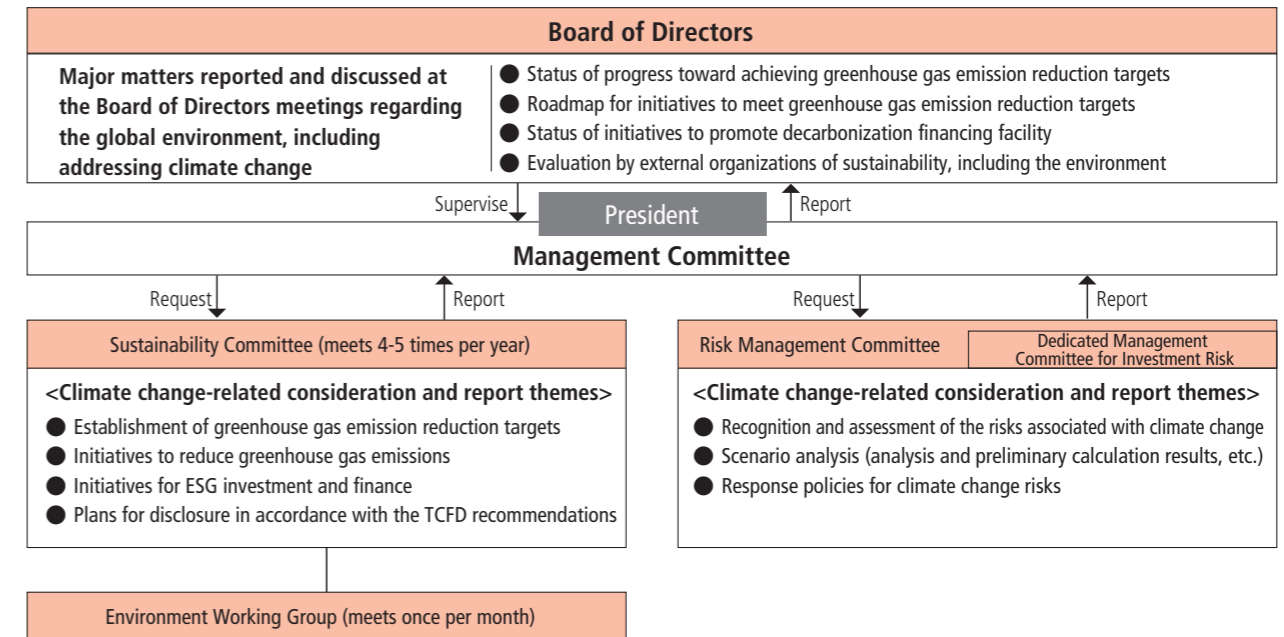 Board of Directors
Major matters reported and discussed at
the Board of Directors meetings regarding
the global environment, including
addressing climate change
● Status of progress toward achieving greenhouse gas emission reduction targets
● Roadmap for initiatives to meet greenhouse gas emission reduction targets
● Status of initiatives to promote decarbonization financing facility
● Evaluation by external organizations of sustainability, including the environment
Supervise
President
Report
Management Committee
Request
Report
Request
Report
Sustainability Committee (meets 4-5 times per year)
<Climate change-related consideration and report themes>
● Establishment of greenhouse gas emission reduction targets
● Initiatives to reduce greenhouse gas emissions
● Initiatives for ESG investment and finance
● Plans for disclosure in accordance with the TCFD recommendations
Risk Management Committee
Dedicated Management
Committee for Investment Risk
<Climate change-related consideration and report themes>
● Recognition and assessment of the risks associated with climate change
● Scenario analysis (analysis and preliminary calculation results, etc.)
● Response policies for climate change risks
Environment Working Group (meets once per month)